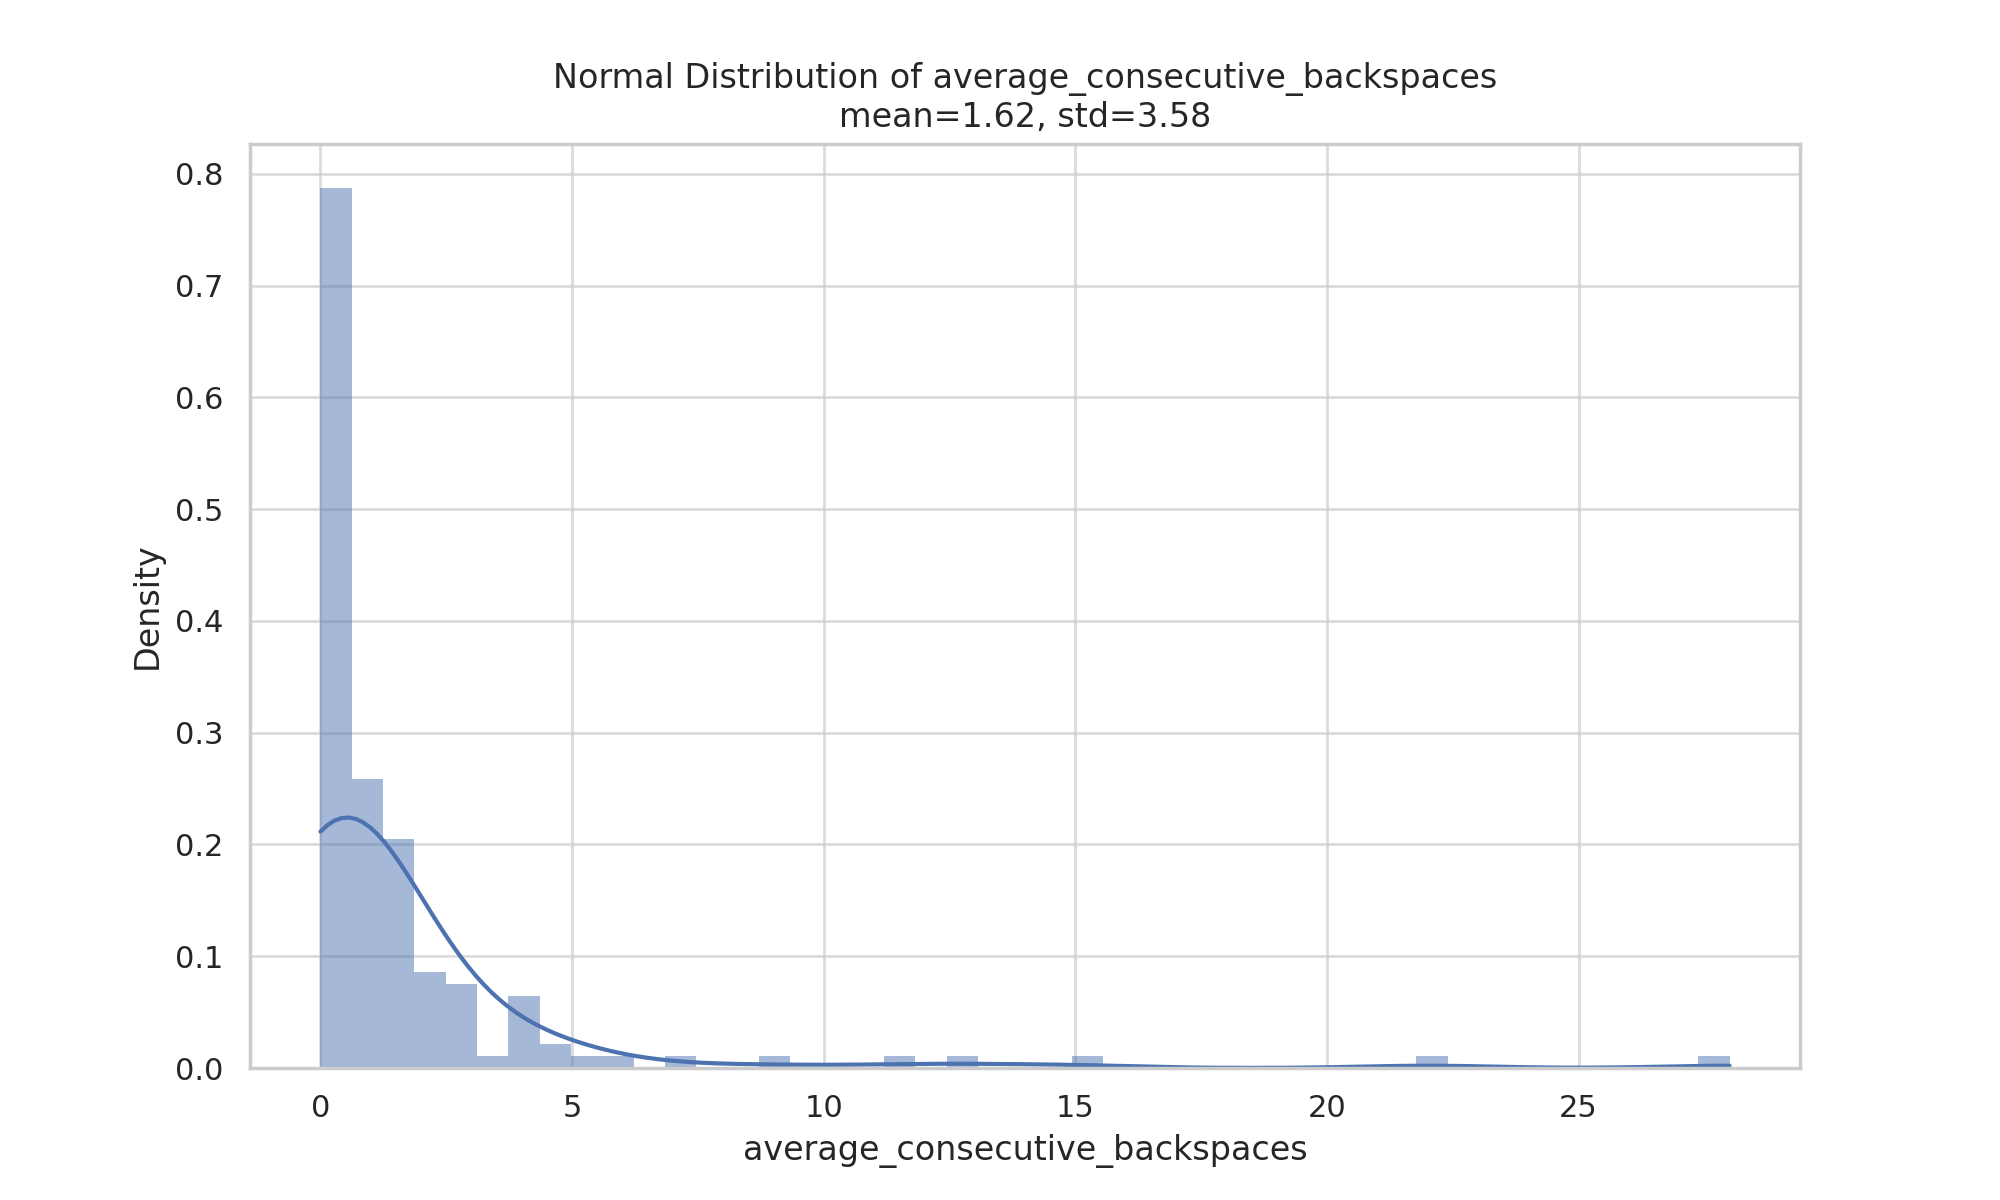 Normal Distribution of average_consecutive_backspaces
mean=1.62, std=3.58
0.8
0.7
0.6
0.5
0.4
0.3
0.2
0.1
0.0
Density
0 5 10 15 20 25
average_consecutive_backspaces